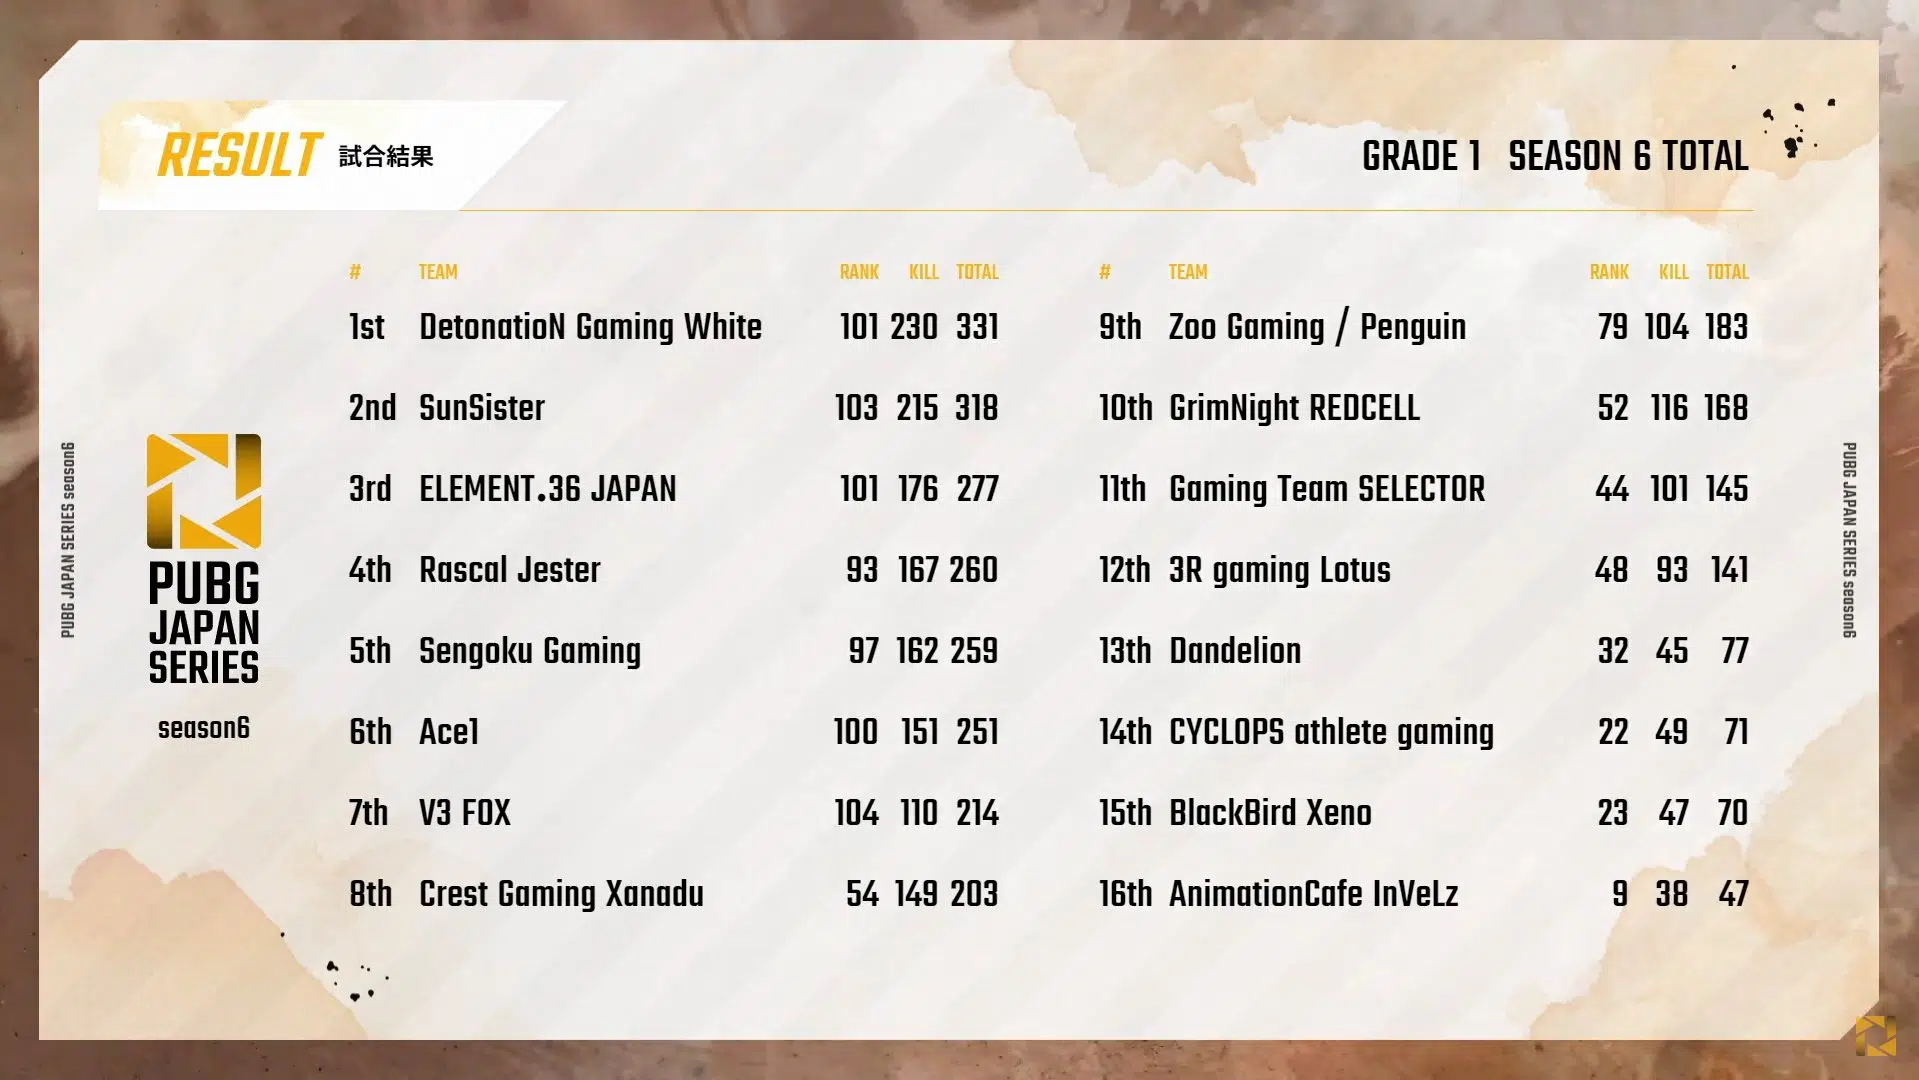 RESULT 試合結果
GRADE 1 SEASON 6 TOTAL
# TEAM RANK KILL TOTAL
1st DetonatioN Gaming White 101 230 331
2nd SunSister 103 215 318
3rd ELEMENT.36 JAPAN 101 176 277
4th Rascal Jester 93 167 260
5th Sengoku Gaming 97 162 259
6th Ace1 100 151 251
7th V3 FOX 104 110 214
8th Crest Gaming Xanadu 54 149 203
# TEAM RANK KILL TOTAL
9th Zoo Gaming / Penguin 79 104 183
10th GrimNight REDCELL 52 116 168
11th Gaming Team SELECTOR 44 101 145
12th 3R gaming Lotus 48 93 141
13th Dandelion 32 45 77
14th CYCLOPS athlete gaming 22 49 71
15th BlackBird Xeno 23 47 70
16th AnimationCafe InVeLz 9 38 47
PUBG
JAPAN
SERIES
season6
PUBG JAPAN SERIES season6
PUBG JAPAN SERIES season6